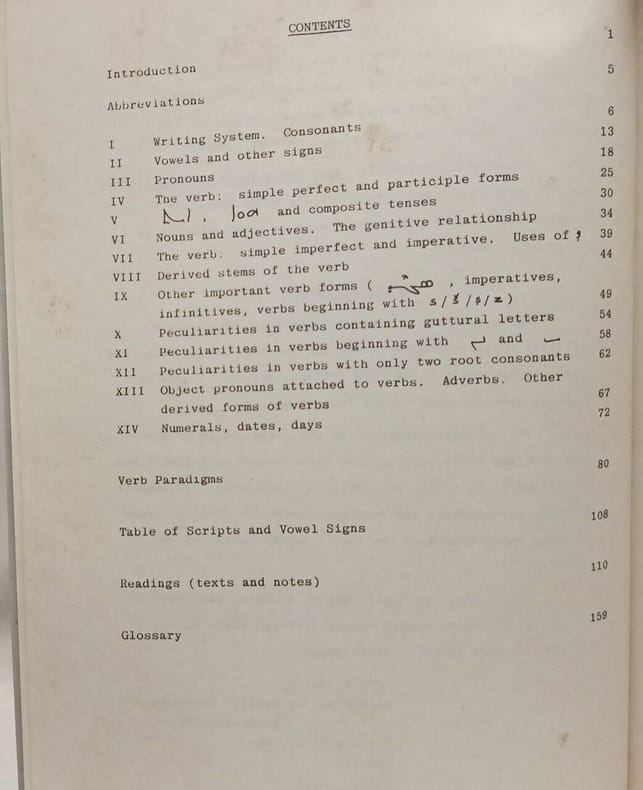 CONTENTS
Introduction 1
Abbreviations 5
I Writing System. Consonants 6
II Vowels and other signs 13
III Pronouns 18
IV The verb: simple perfect and participle forms 25
V , ܗܘܐ and composite tenses 30
VI Nouns and adjectives. The genitive relationship 34
VII The verb: simple imperfect and imperative. Uses of ܕ 39
VIII Derived stems of the verb 44
IX Other important verb forms ( , imperatives,
infinitives, verbs beginning with ) 49
X Peculiarities in verbs containing guttural letters 54
XI Peculiarities in verbs beginning with ܢ and ܝ 58
XII Peculiarities in verbs with only two root consonants 62
XIII Object pronouns attached to verbs. Adverbs. Other
derived forms of verbs 67
XIV Numerals, dates, days 72
Verb Paradigms 80
Table of Scripts and Vowel Signs 108
Readings (texts and notes) 110
Glossary 159